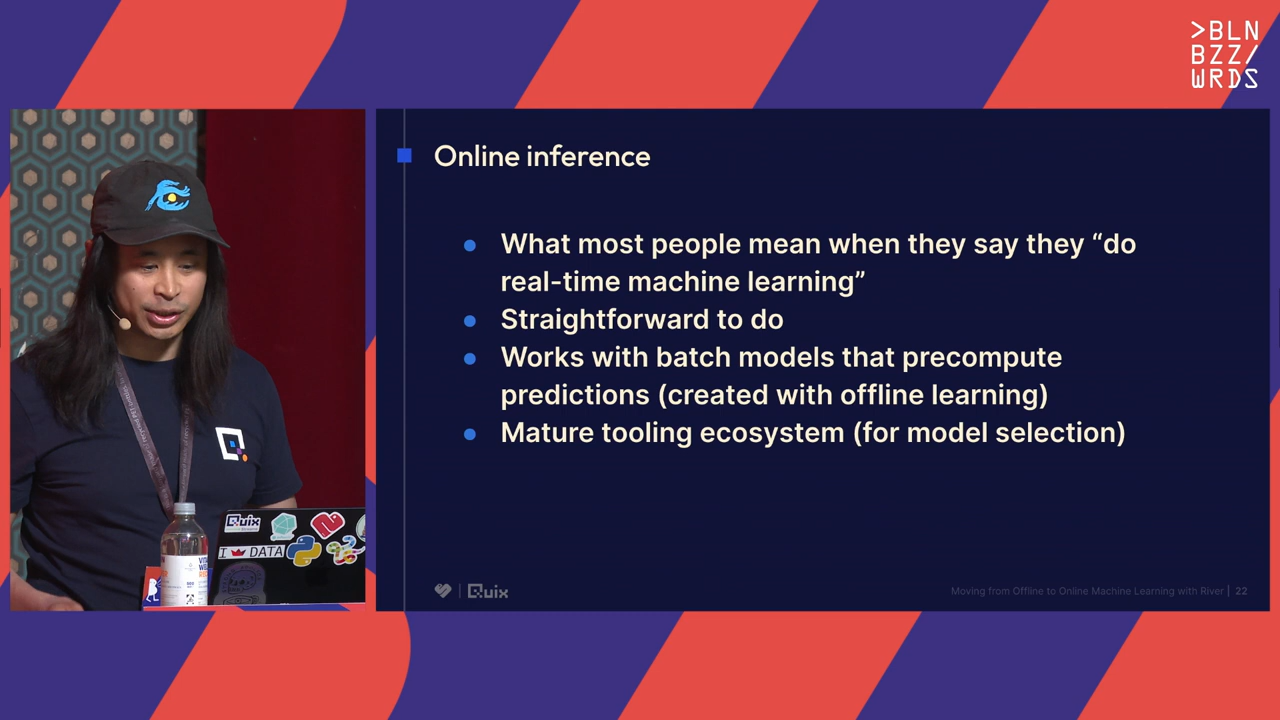 >BLN
BZZ/
WRDS
Online inference
What most people mean when they say they “do
real-time machine learning”
Straightforward to do
Works with batch models that precompute
predictions (created with offline learning)
Mature tooling ecosystem (for model selection)
Quix
Moving from Offline to Online Machine Learning with River | 22
Quix
I DATA